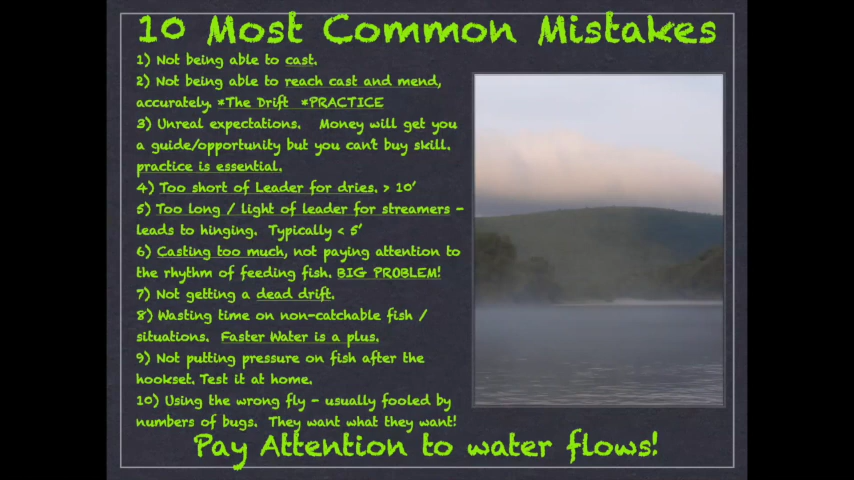 10 Most Common Mistakes
1) Not being able to cast.
2) Not being able to reach cast and mend,
accurately. *The Drift *PRACTICE
3) Unreal expectations. Money will get you
a guide/opportunity but you can't buy skill.
practice is essential.
4) Too short of Leader for dries. > 10'
5) Too long / light of leader for streamers -
leads to hinging. Typically < 5'
6) Casting too much, not paying attention to
the rhythm of feeding fish. BIG PROBLEM!
7) Not getting a dead drift.
8) Wasting time on non-catchable fish /
situations. Faster Water is a plus.
9) Not putting pressure on fish after the
hookset. Test it at home.
10) Using the wrong fly - usually fooled by
numbers of bugs. They want what they want!
Pay Attention to water flows!